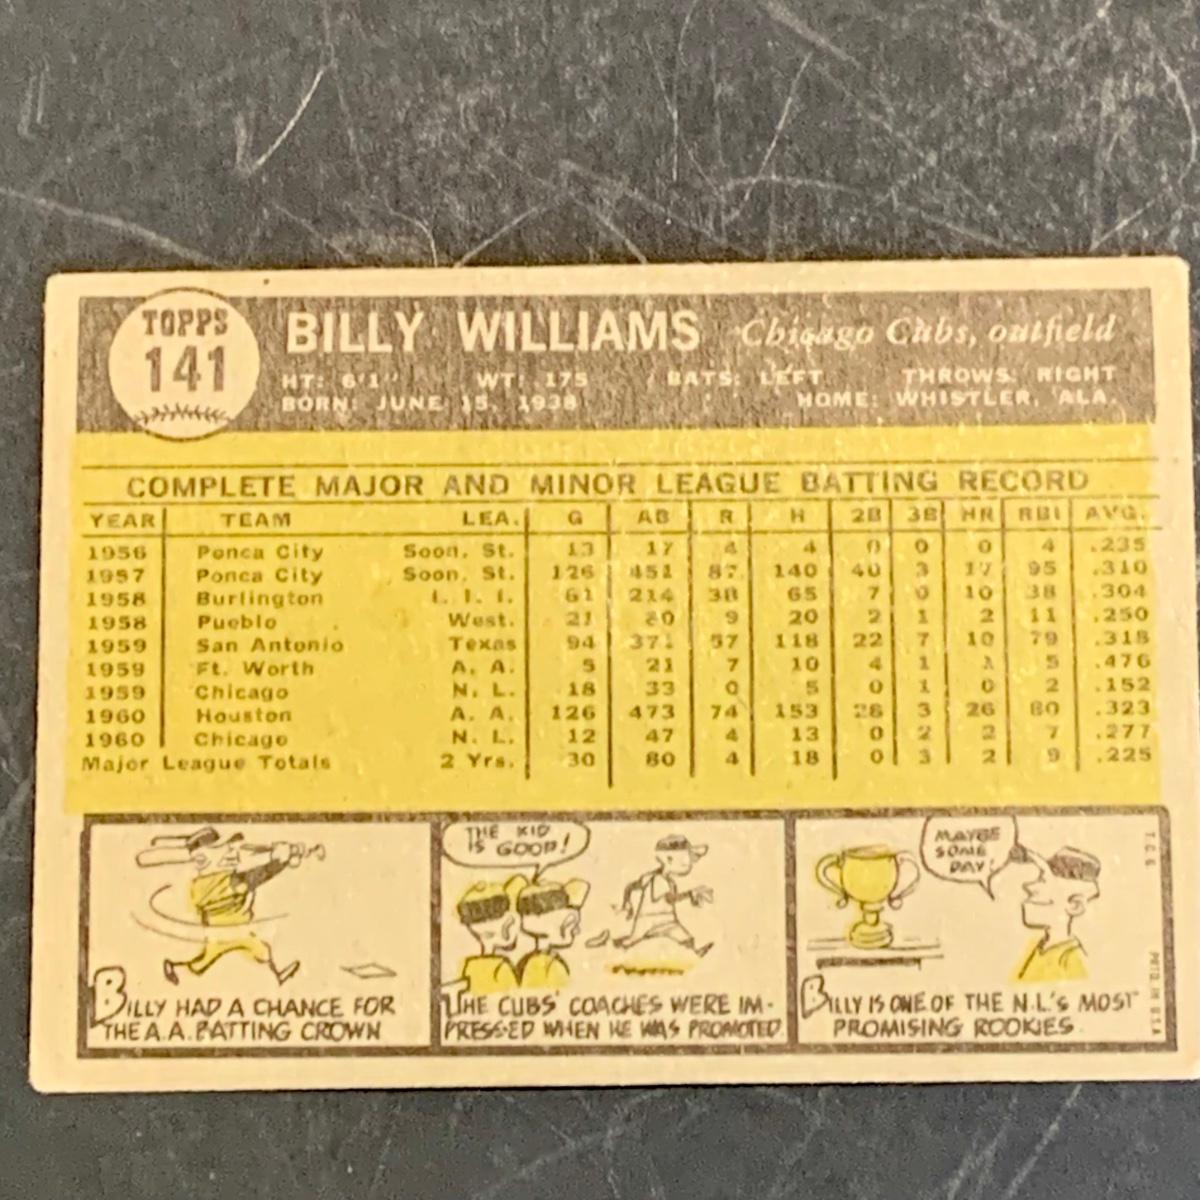 TOPPS
141
BILLY WILLIAMS Chicago Cubs, outfield
HT: 6'1" WT: 175 BATS: LEFT THROWS: RIGHT
BORN: JUNE 15, 1938 HOME: WHISTLER, ALA.
COMPLETE MAJOR AND MINOR LEAGUE BATTING RECORD
YEAR TEAM LEA. G AB R H 2B 3B HR RBI AVG.
1956 Ponca City Soon. St. 13 17 4 4 0 0 0 4 .235
1957 Ponca City Soon. St. 126 451 87 140 40 3 17 95 .310
1958 Burlington I. I. I. 61 214 38 65 7 0 10 38 .304
1958 Pueblo West. 21 80 9 20 2 1 2 11 .250
1959 San Antonio Texas 94 371 57 118 22 7 10 79 .318
1959 Ft. Worth A. A. 5 21 7 10 4 1 1 5 .476
1959 Chicago N. L. 18 33 0 5 0 1 0 2 .152
1960 Houston A. A. 126 473 74 153 28 3 26 80 .323
1960 Chicago N. L. 12 47 4 13 0 2 2 7 .277
Major League Totals 2 Yrs. 30 80 4 18 0 3 2 9 .225
BILLY HAD A CHANCE FOR
THE A.A. BATTING CROWN
THE KID
IS GOOD!
THE CUBS' COACHES WERE IM-
PRESSED WHEN HE WAS PROMOTED
MAYBE
SOME
DAY!
BILLY IS ONE OF THE N.L.'S MOST
PROMISING ROOKIES
T.C.G.
PRTD. IN U.S.A.